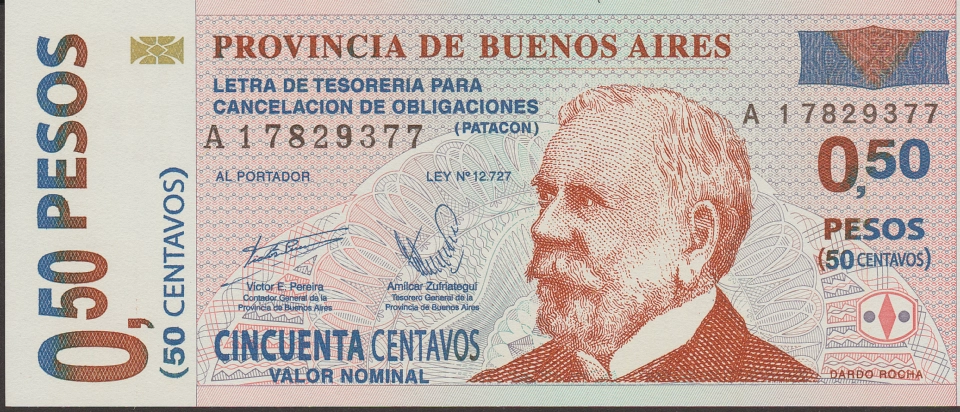 0,50 PESOS
(50 CENTAVOS)
PROVINCIA DE BUENOS AIRES
LETRA DE TESORERIA PARA
CANCELACION DE OBLIGACIONES
(PATACON)
A 17829377
A 17829377
AL PORTADOR
LEY Nº 12.727
0,50
PESOS
(50 CENTAVOS)
Victor E. Pereira
Contador General de la
Provincia de Buenos Aires
Amilcar Zufriategui
Tesorero General de la
Provincia de Buenos Aires
CINCUENTA CENTAVOS
VALOR NOMINAL
DARDO ROCHA